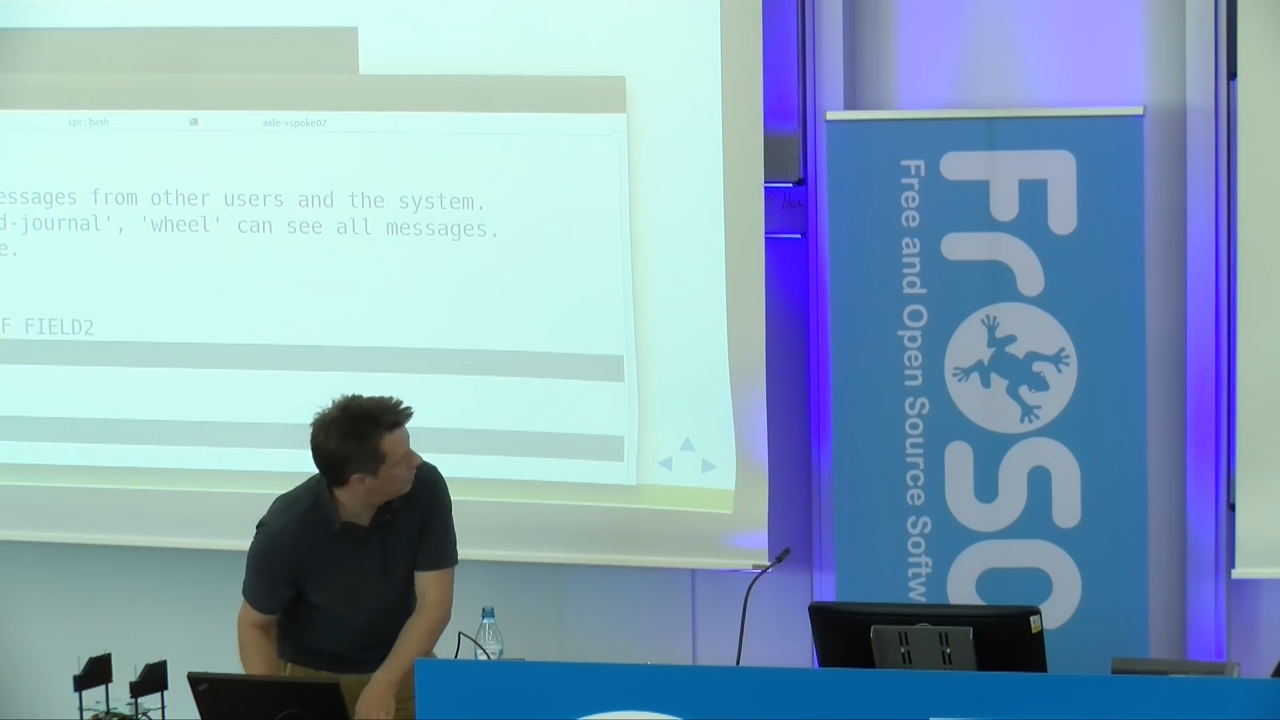 cpr : bash
axle->spoke02
essages from other users and the system.
d-journal', 'wheel' can see all messages.
e.
F FIELD2
FrOSC
Free and Open Source Softw